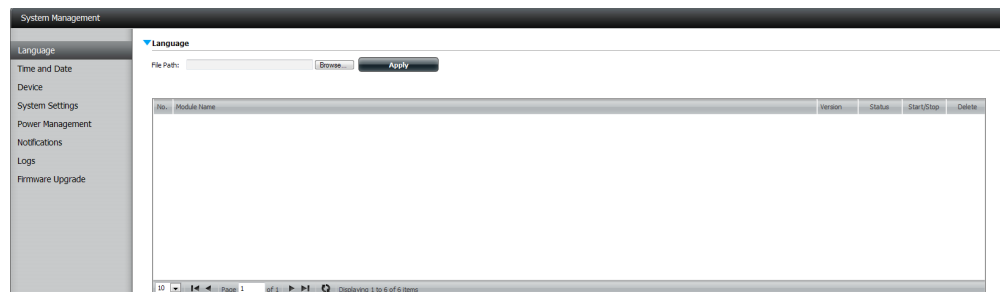 System Management
Language
Time and Date
Device
System Settings
Power Management
Notifications
Logs
Firmware Upgrade
Language
File Path: Browse... Apply
No. Module Name Version Status Start/Stop Delete
10 Page 1 of 1 Displaying 1 to 6 of 6 items